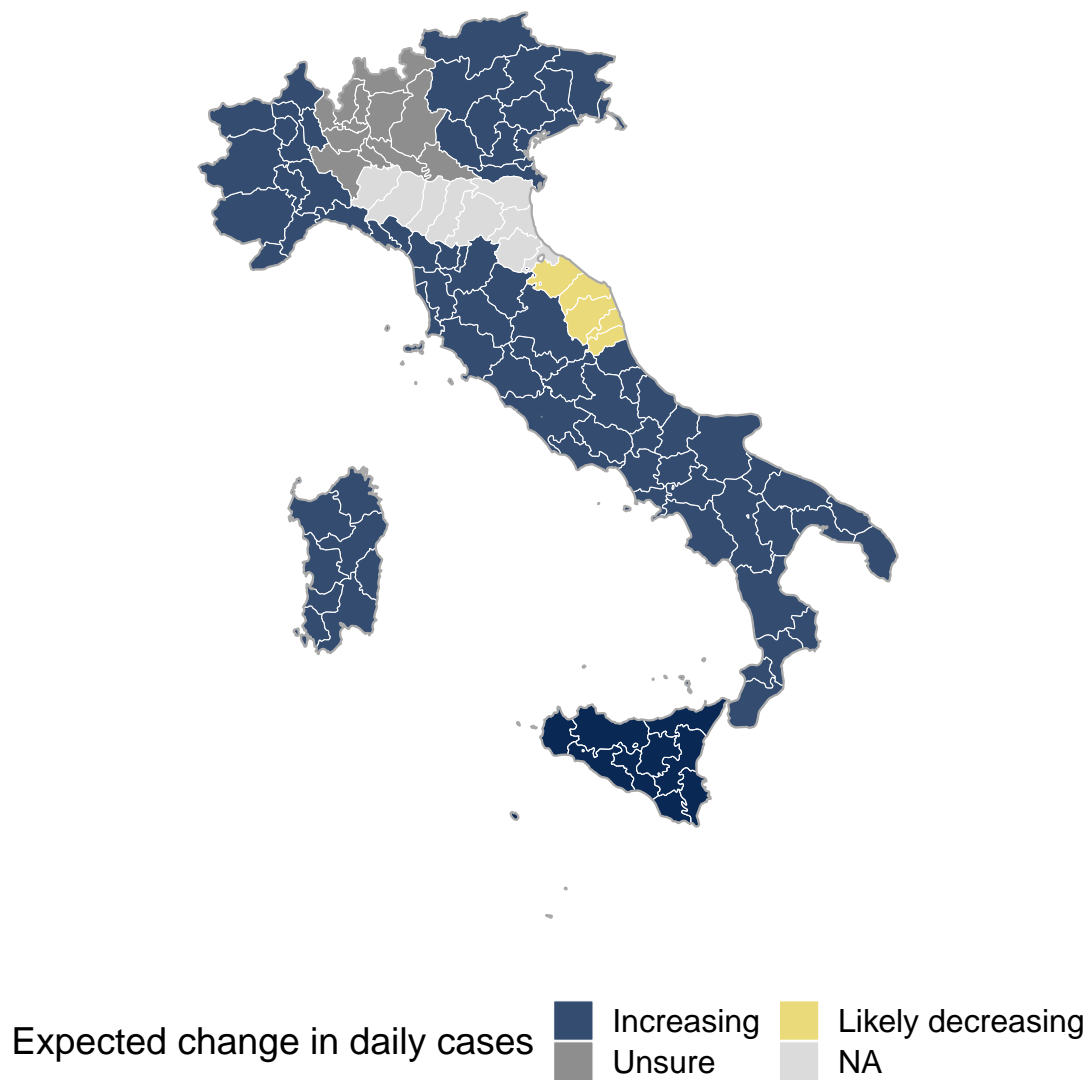 Expected change in daily cases
Increasing
Unsure
Likely decreasing
NA